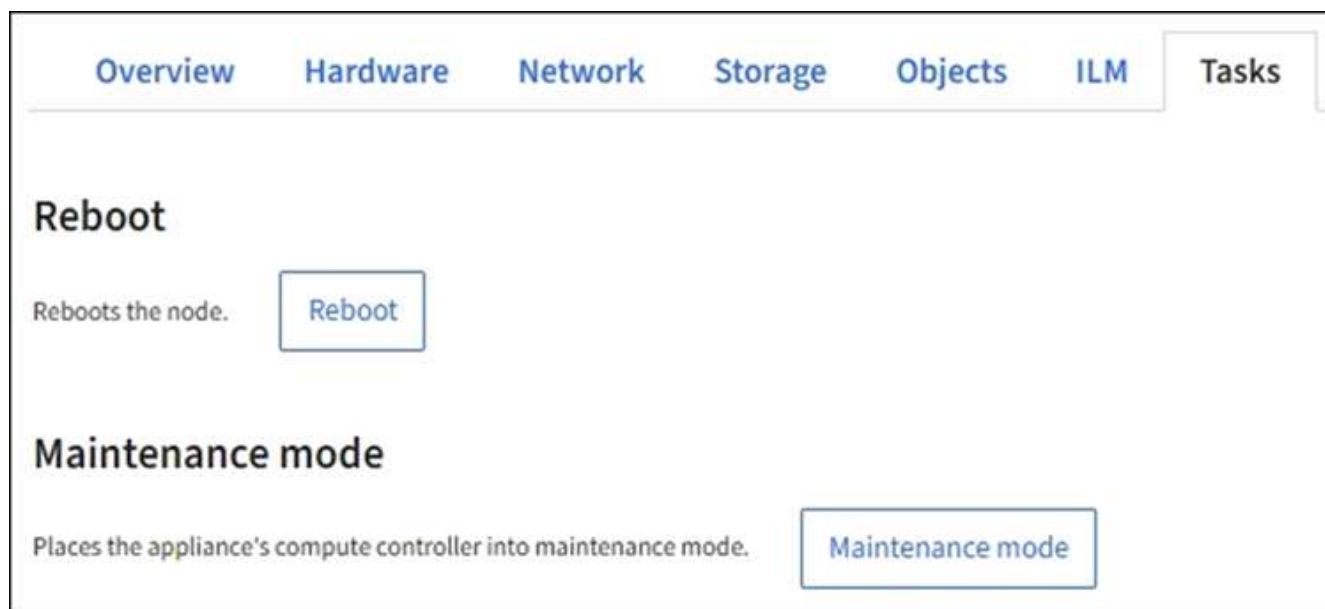 Overview Hardware Network Storage Objects ILM Tasks
Reboot
Reboots the node. Reboot
Maintenance mode
Places the appliance's compute controller into maintenance mode. Maintenance mode